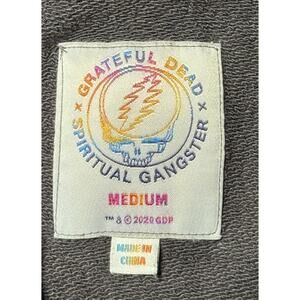 × GRATEFUL DEAD ×
SPIRITUAL GANGSTER
MEDIUM
™ & © 2020 GDP
MADE IN
CHINA